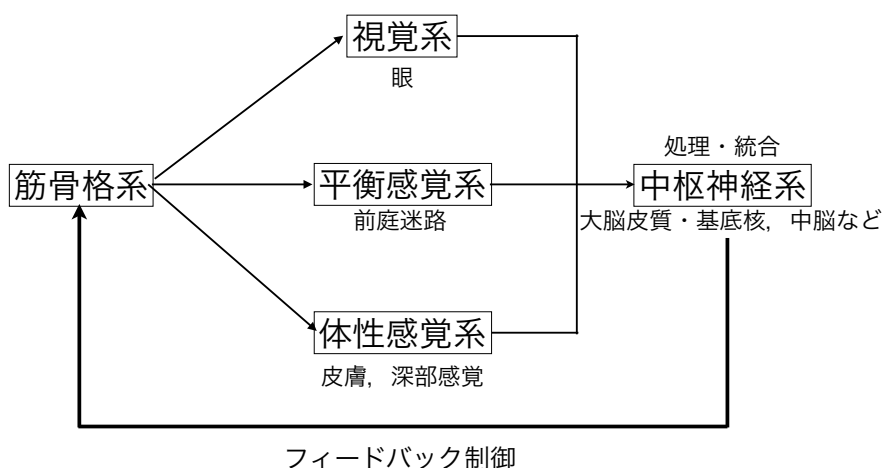 視覚系
眼
処理・統合
筋骨格系
平衡感覚系
中枢神経系
前庭迷路
大脳皮質・基底核，中脳など
体性感覚系
皮膚，深部感覚
フィードバック制御